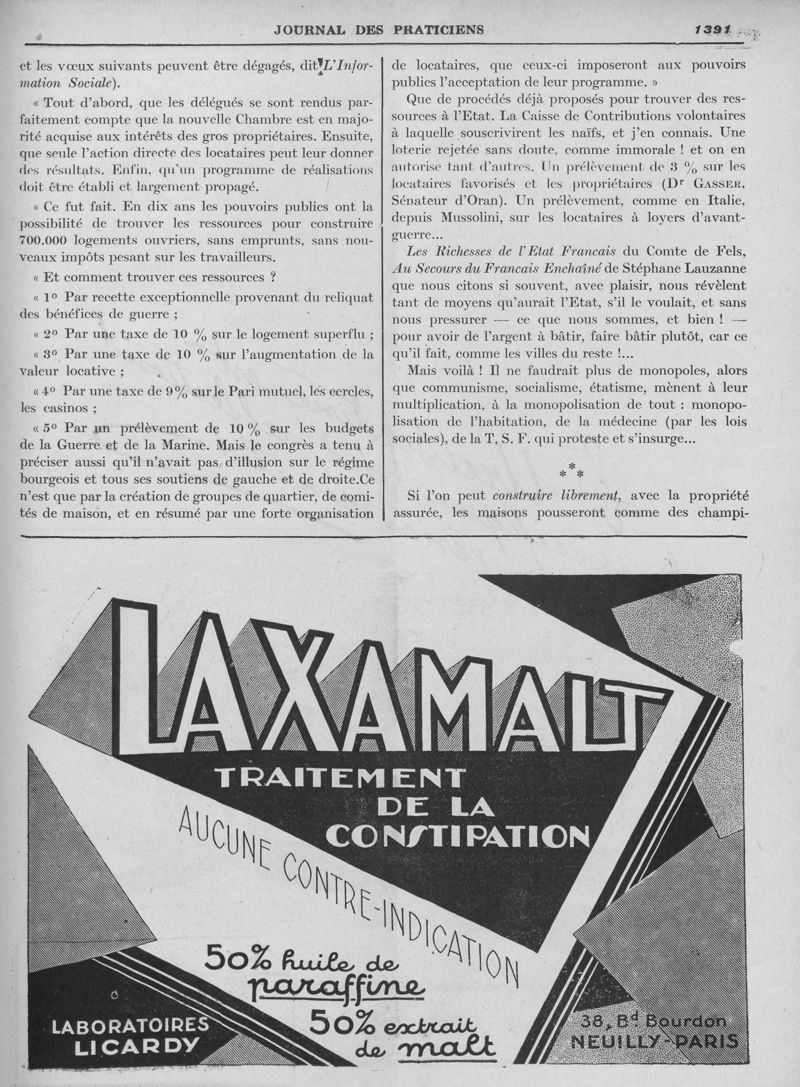 JOURNAL DES PRATICIENS
1391
et les vœux suivants peuvent être dégagés, dit L'Infor-
mation Sociale).
« Tout d'abord, que les délégués se sont rendus par-
faitement compte que la nouvelle Chambre est en majo-
rité acquise aux intérêts des gros propriétaires. Ensuite,
que seule l'action directe des locataires peut leur donner
des résultats. Enfin, qu'un programme de réalisations
doit être établi et largement propagé.
« Ce fut fait. En dix ans les pouvoirs publics ont la
possibilité de trouver les ressources pour construire
700.000 logements ouvriers, sans emprunts, sans nou-
veaux impôts pesant sur les travailleurs.
« Et comment trouver ces ressources ?
« 1º Par recette exceptionnelle provenant du reliquat
des bénéfices de guerre ;
« 2º Par une taxe de 10 % sur le logement superflu ;
« 3º Par une taxe de 10 % sur l'augmentation de la
valeur locative ;
« 4º Par une taxe de 9% sur le Pari mutuel, les cercles,
les casinos ;
« 5º Par un prélèvement de 10 % sur les budgets
de la Guerre et de la Marine. Mais le congrès a tenu à
préciser aussi qu'il n'avait pas d'illusion sur le régime
bourgeois et tous ses soutiens de gauche et de droite.Ce
n'est que par la création de groupes de quartier, de comi-
tés de maison, et en résumé par une forte organisation
de locataires, que ceux-ci imposeront aux pouvoirs
publics l'acceptation de leur programme. »
Que de procédés déjà proposés pour trouver des res-
sources à l'Etat. La Caisse de Contributions volontaires
à laquelle souscrivirent les naïfs, et j'en connais. Une
loterie rejetée sans doute, comme immorale ! et on en
autorise tant d'autres. Un prélèvement de 3 % sur les
locataires favorisés et les propriétaires (Dr GASSER,
Sénateur d'Oran). Un prélèvement, comme en Italie,
depuis Mussolini, sur les locataires à loyers d'avant-
guerre...
Les Richesses de l'Etat Francais du Comte de Fels,
Au Secours du Francais Enchaîné de Stéphane Lauzanne
que nous citons si souvent, avec plaisir, nous révèlent
tant de moyens qu'aurait l'Etat, s'il le voulait, et sans
nous pressurer — ce que nous sommes, et bien ! —
pour avoir de l'argent à bâtir, faire bâtir plutôt, car ce
qu'il fait, comme les villes du reste !...
Mais voilà ! Il ne faudrait plus de monopoles, alors
que communisme, socialisme, étatisme, mènent à leur
multiplication, à la monopolisation de tout : monopo-
lisation de l'habitation, de la médecine (par les lois
sociales), de la T. S. F. qui proteste et s'insurge...
* * *
Si l'on peut construire librement, avec la propriété
assurée, les maisons pousseront comme des champi-
LAXAMALT
TRAITEMENT
DE LA
CONSTIPATION
AUCUNE CONTRE-INDICATION
50% huile de
paraffine
50% extrait
de malt
LABORATOIRES
LICARDY
38, Bd Bourdon
NEUILLY-PARIS